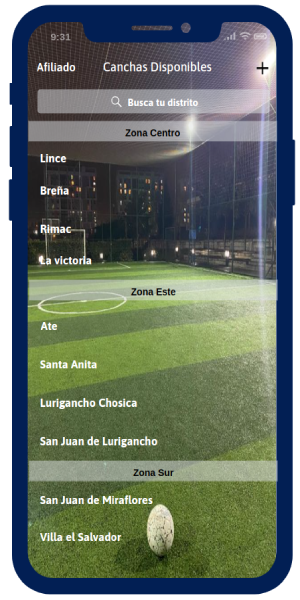 9:31
Afiliado
Canchas Disponibles
+
Busca tu distrito
Zona Centro
Lince
Breña
Rimac
La victoria
Zona Este
Ate
Santa Anita
Lurigancho Chosica
San Juan de Lurigancho
Zona Sur
San Juan de Miraflores
Villa el Salvador